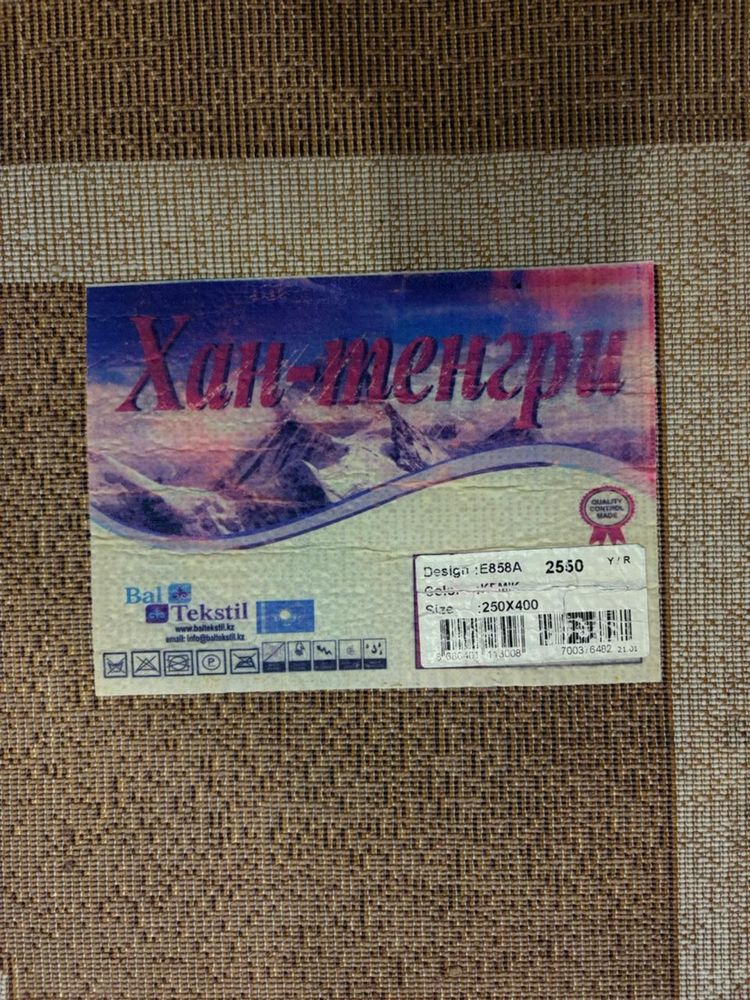 Хан-тенгри
QUALITY
CONTROL
MADE
Design :E858A 2550 Y/R
Size :250X400
Bal
Tekstil
www.baltekstil.kz
email: info@baltekstil.kz
P
7003 6482 21.01